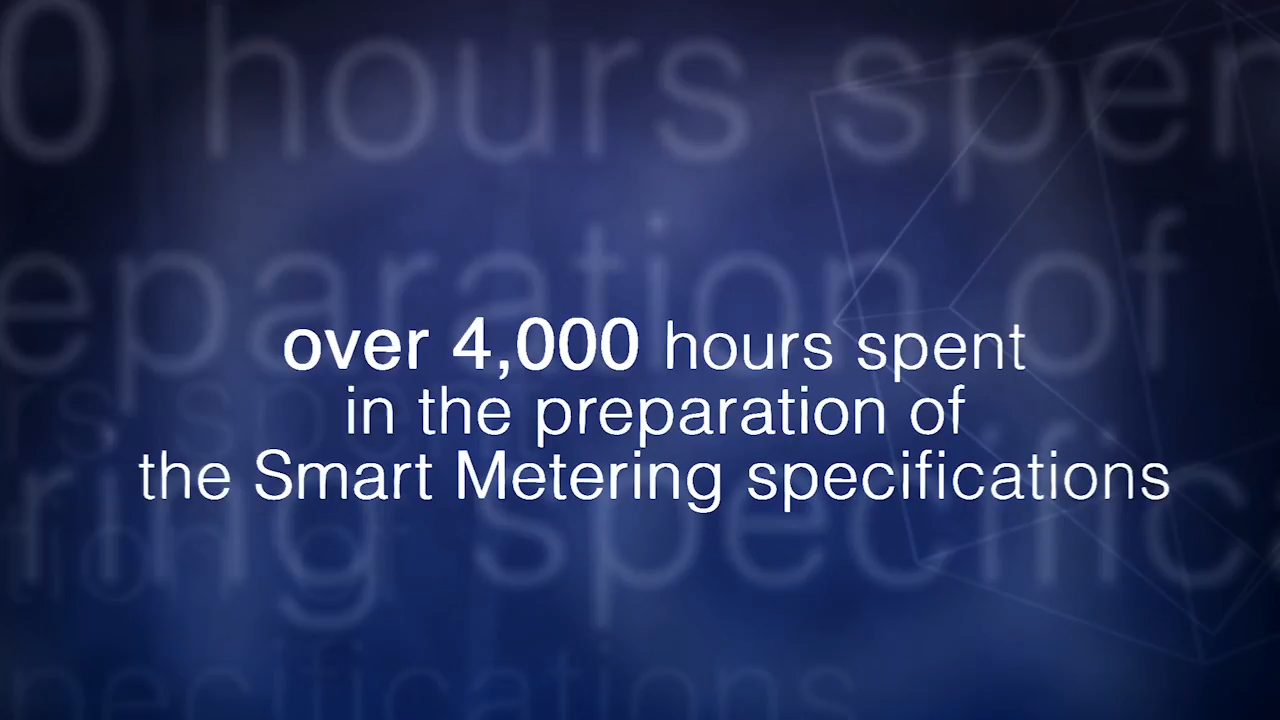 over 4,000 hours spent
in the preparation of
the Smart Metering specifications